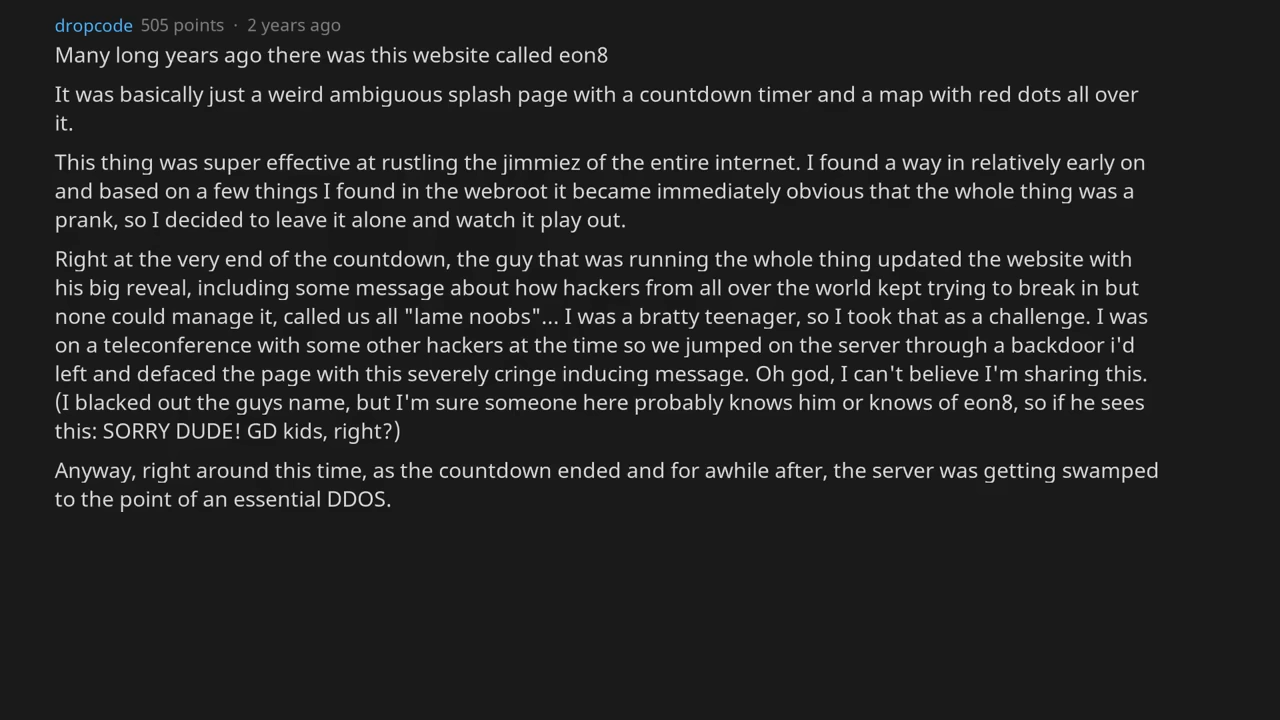 dropcode 505 points · 2 years ago
Many long years ago there was this website called eon8
It was basically just a weird ambiguous splash page with a countdown timer and a map with red dots all over
it.
This thing was super effective at rustling the jimmiez of the entire internet. I found a way in relatively early on
and based on a few things I found in the webroot it became immediately obvious that the whole thing was a
prank, so I decided to leave it alone and watch it play out.
Right at the very end of the countdown, the guy that was running the whole thing updated the website with
his big reveal, including some message about how hackers from all over the world kept trying to break in but
none could manage it, called us all "lame noobs"... I was a bratty teenager, so I took that as a challenge. I was
on a teleconference with some other hackers at the time so we jumped on the server through a backdoor i'd
left and defaced the page with this severely cringe inducing message. Oh god, I can't believe I'm sharing this.
(I blacked out the guys name, but I'm sure someone here probably knows him or knows of eon8, so if he sees
this: SORRY DUDE! GD kids, right?)
Anyway, right around this time, as the countdown ended and for awhile after, the server was getting swamped
to the point of an essential DDOS.